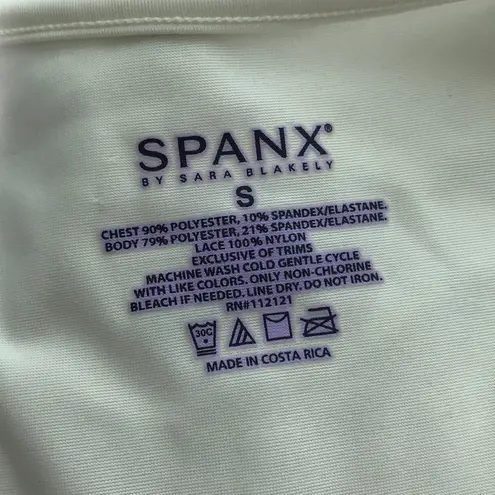 SPANX®
BY SARA BLAKELY
S
CHEST 90% POLYESTER, 10% SPANDEX/ELASTANE.
BODY 79% POLYESTER, 21% SPANDEX/ELASTANE.
LACE 100% NYLON
EXCLUSIVE OF TRIMS
MACHINE WASH COLD GENTLE CYCLE
WITH LIKE COLORS. ONLY NON-CHLORINE
BLEACH IF NEEDED. LINE DRY. DO NOT IRON.
RN#112121
30C
MADE IN COSTA RICA